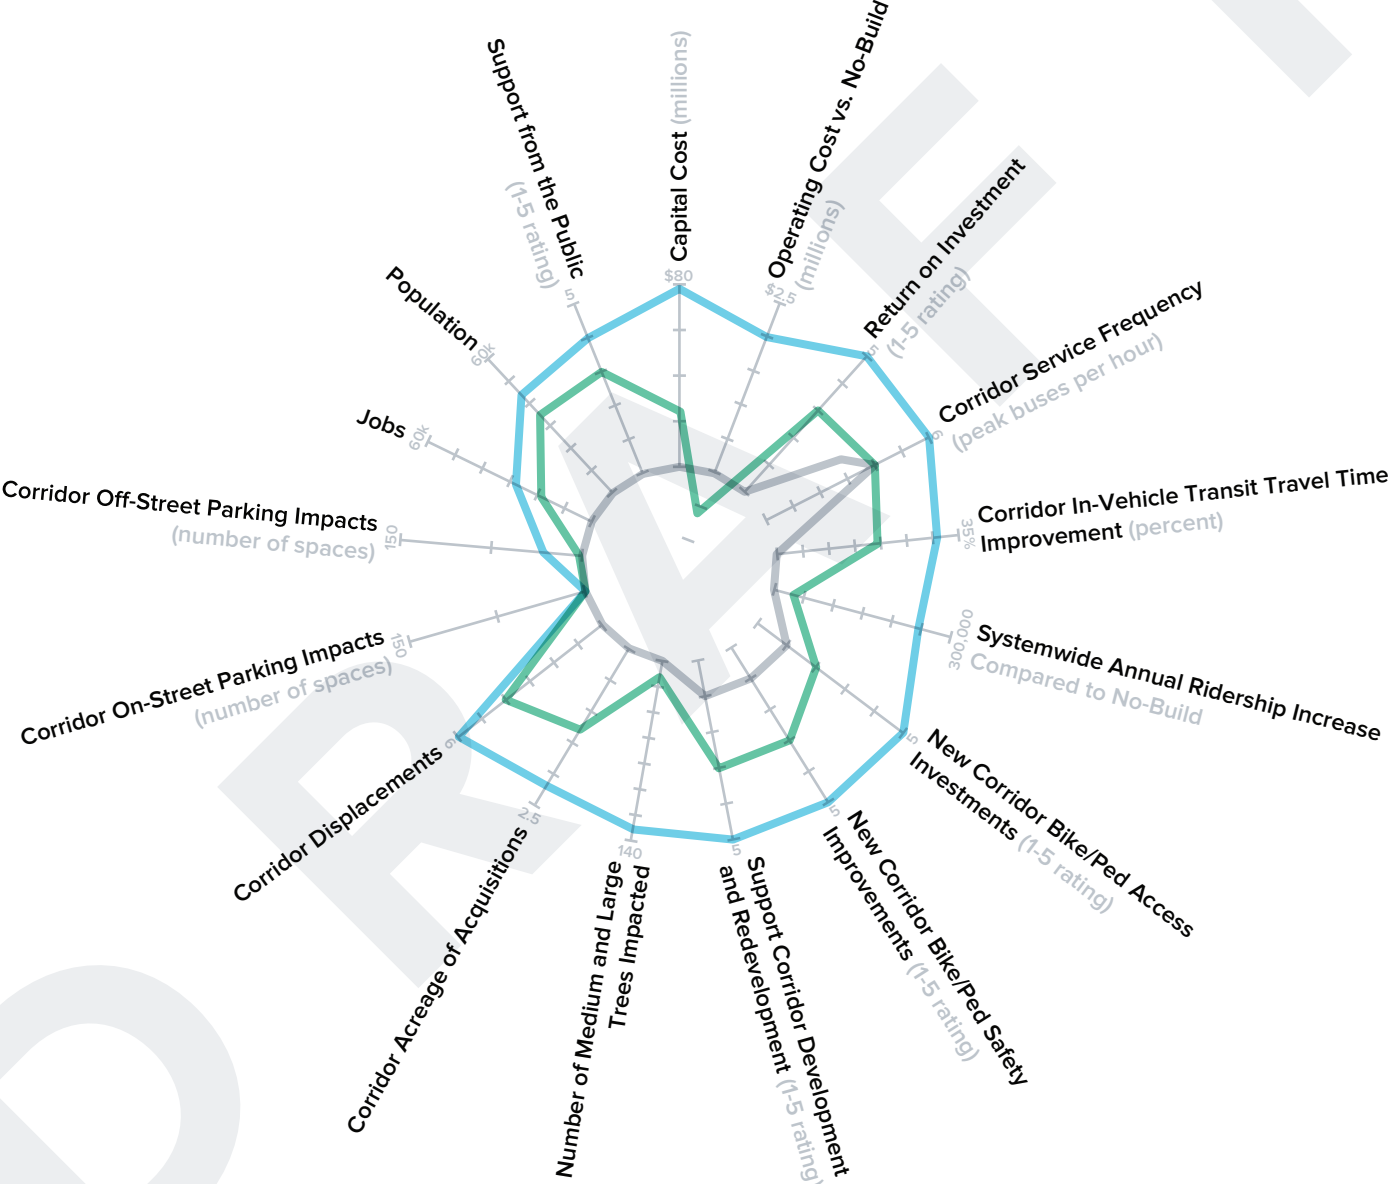 Capital Cost (millions)
$80
Operating Cost vs. No-Build
(millions)
$2.5
Return on Investment
(1-5 rating)
5
Corridor Service Frequency
(peak buses per hour)
6
Corridor In-Vehicle Transit Travel Time
Improvement (percent)
35%
Systemwide Annual Ridership Increase
Compared to No-Build
300,000
New Corridor Bike/Ped Access
Investments (1-5 rating)
5
New Corridor Bike/Ped Safety
Improvements (1-5 rating)
5
Support Corridor Development
and Redevelopment (1-5 rating)
5
Number of Medium and Large
Trees Impacted
140
Corridor Acreage of Acquisitions
2.5
Corridor Displacements
Corridor On-Street Parking Impacts
(number of spaces)
150
Corridor Off-Street Parking Impacts
(number of spaces)
150
Jobs
60k
Population
60k
Support from the Public
(1-5 rating)
5
DRAFT